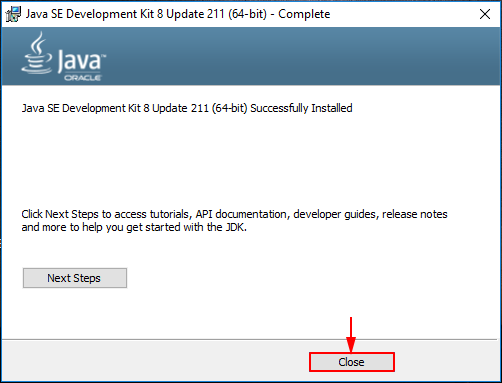 Java SE Development Kit 8 Update 211 (64-bit) - Complete
Java™
ORACLE
Java SE Development Kit 8 Update 211 (64-bit) Successfully Installed
Click Next Steps to access tutorials, API documentation, developer guides, release notes
and more to help you get started with the JDK.
Next Steps
Close